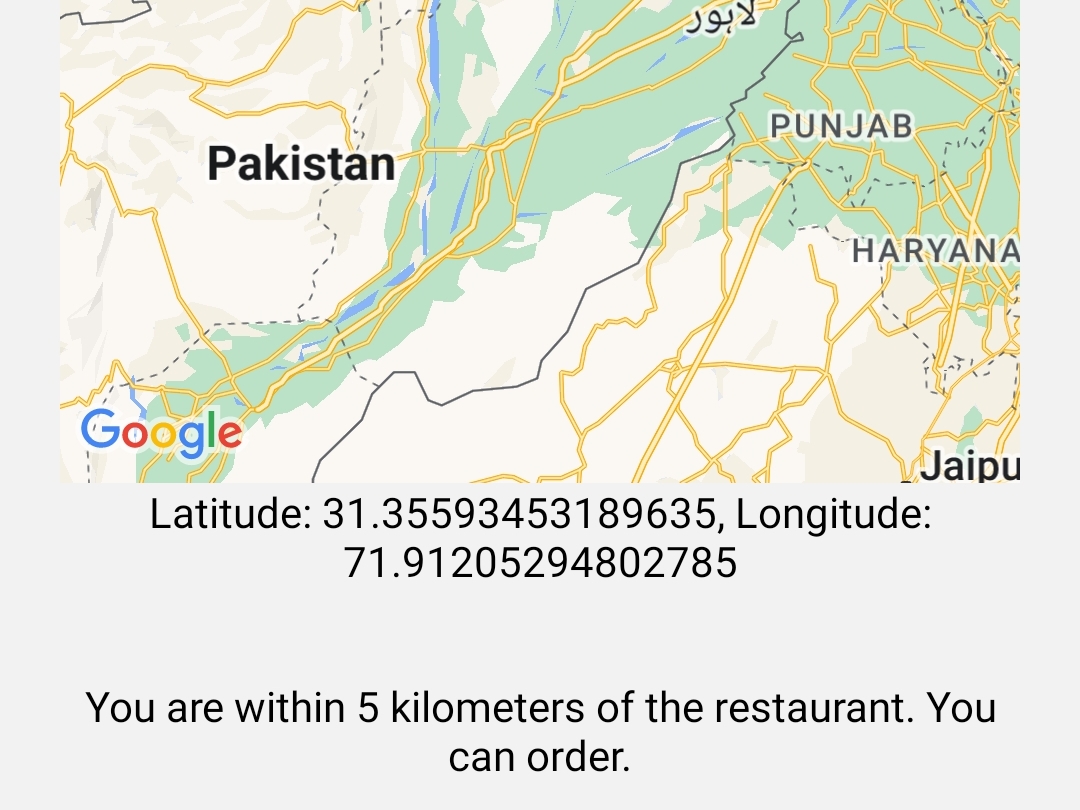 لاہور
PUNJAB
Pakistan
HARYANA
Google
Jaipu
Latitude: 31.35593453189635, Longitude:
71.91205294802785
You are within 5 kilometers of the restaurant. You
can order.